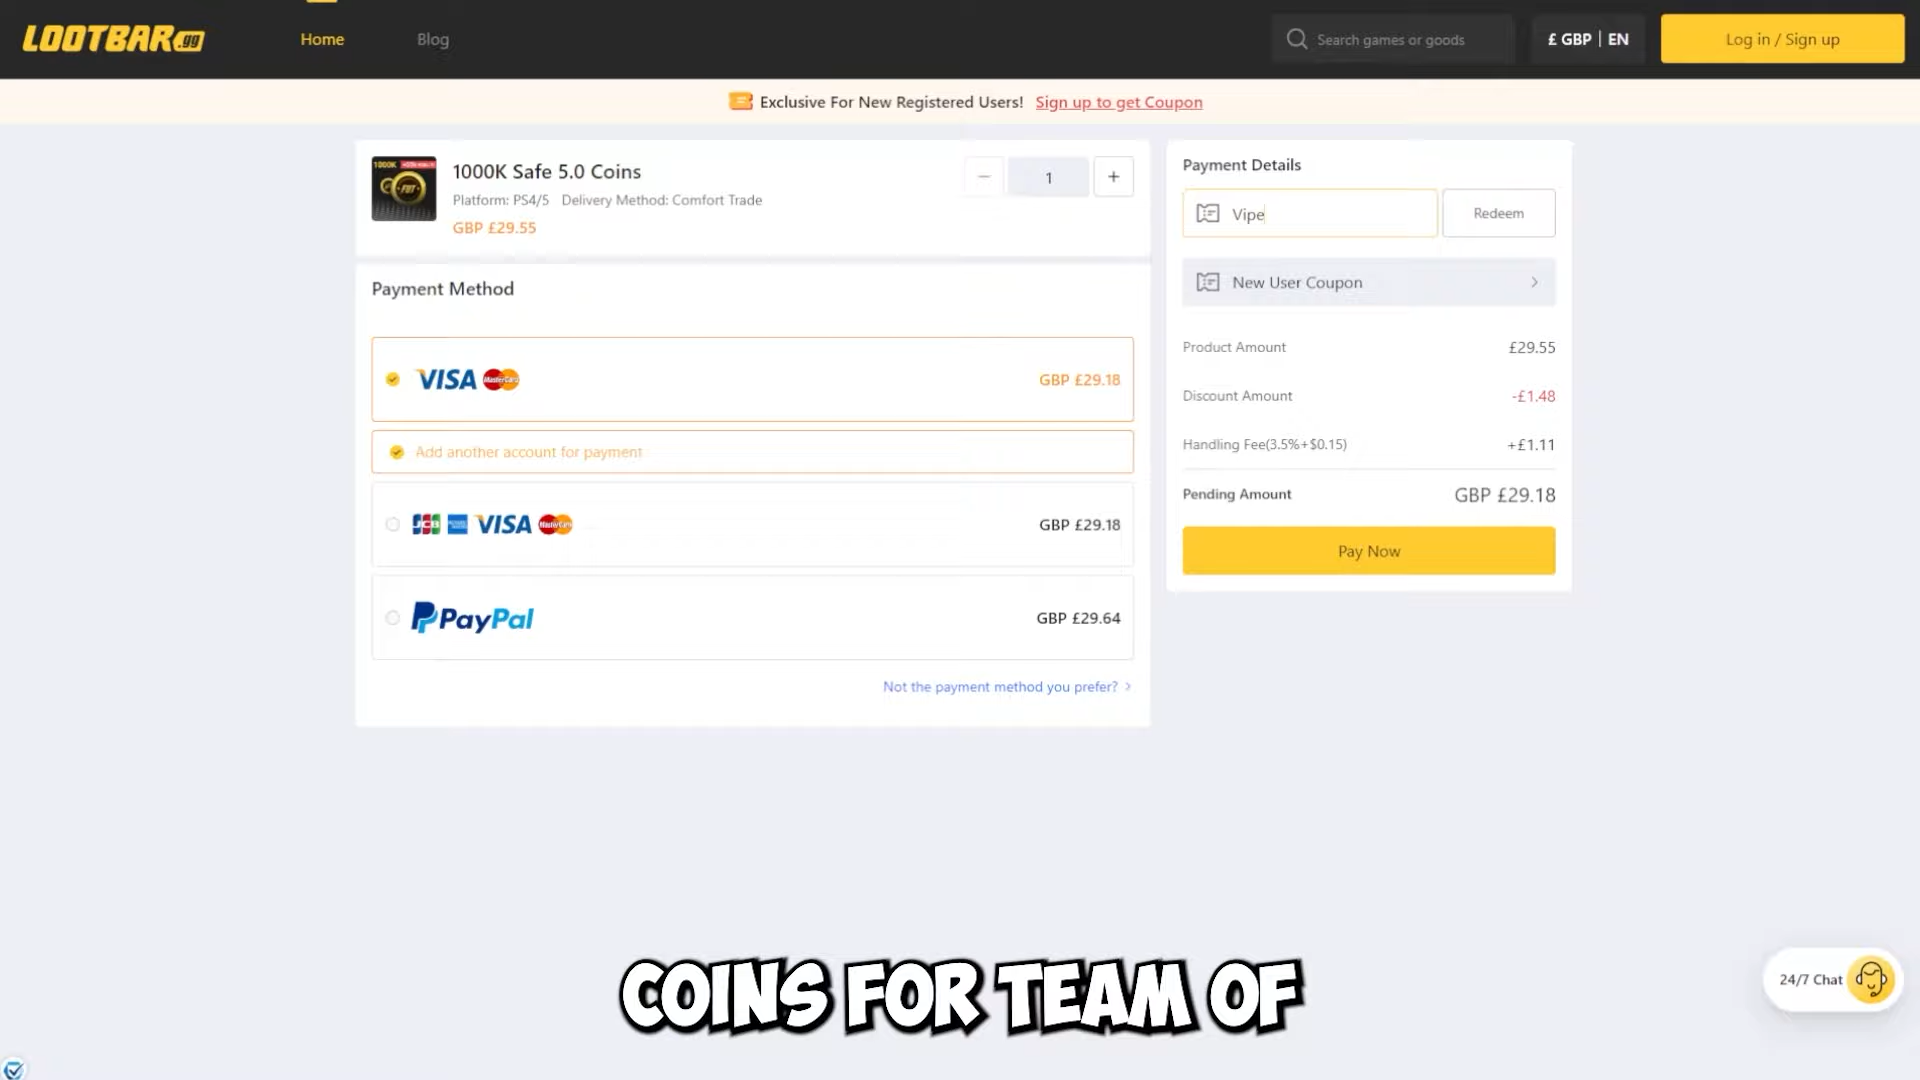 LOOTBAR.gg
Home
Blog
Search games or goods
£ GBP | EN
Log in / Sign up
Exclusive For New Registered Users! Sign up to get Coupon
1000K
FUT
1000K Safe 5.0 Coins
Platform: PS4/5 Delivery Method: Comfort Trade
GBP £29.55
− 1 +
Payment Method
VISA MasterCard
GBP £29.18
Add another account for payment
JCB VISA MasterCard
GBP £29.18
PayPal
GBP £29.64
Not the payment method you prefer? >
Payment Details
Vipe
Redeem
New User Coupon >
Product Amount £29.55
Discount Amount -£1.48
Handling Fee(3.5%+$0.15) +£1.11
Pending Amount GBP £29.18
Pay Now
24/7 Chat
COINS FOR TEAM OF